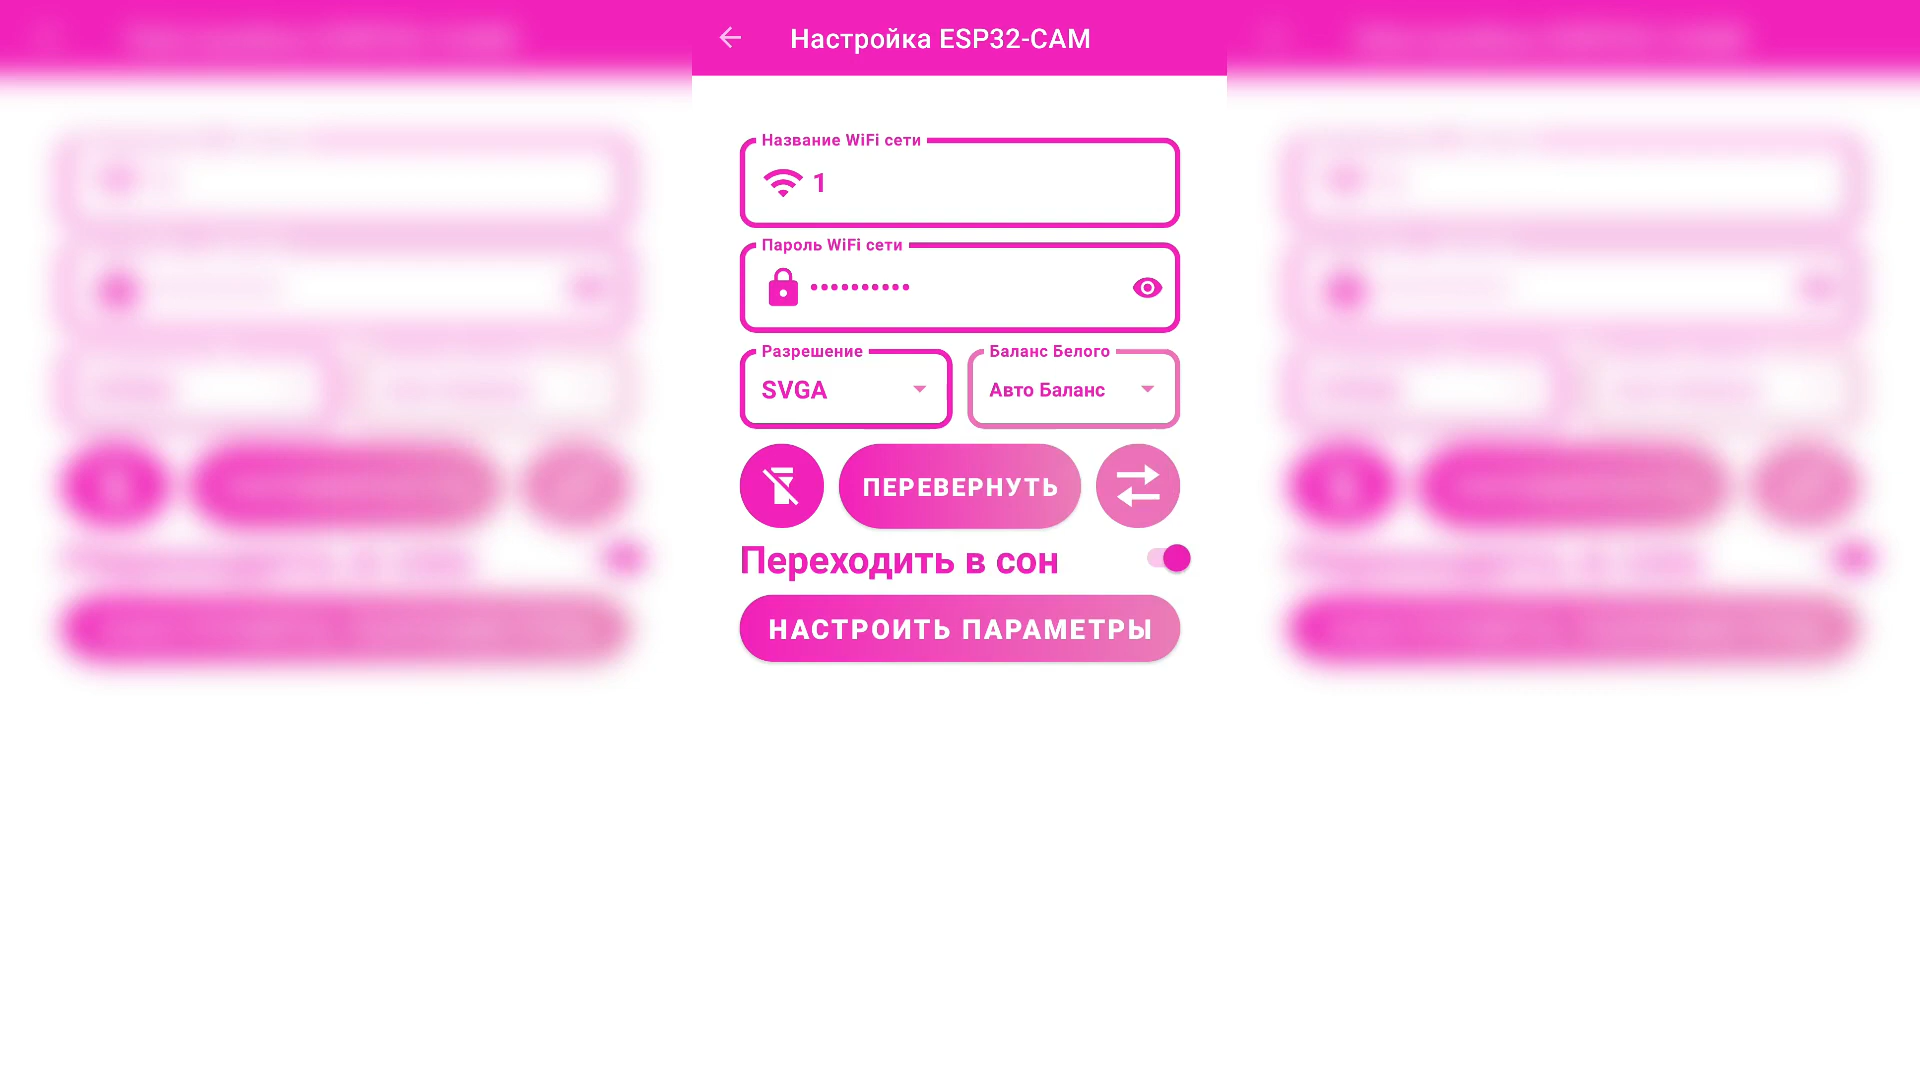 Настройка ESP32-CAM
Название WiFi сети
1
Пароль WiFi сети
••••••••••
Разрешение
Баланс Белого
SVGA
Авто Баланс
ПЕРЕВЕРНУТЬ
Переходить в сон
НАСТРОИТЬ ПАРАМЕТРЫ